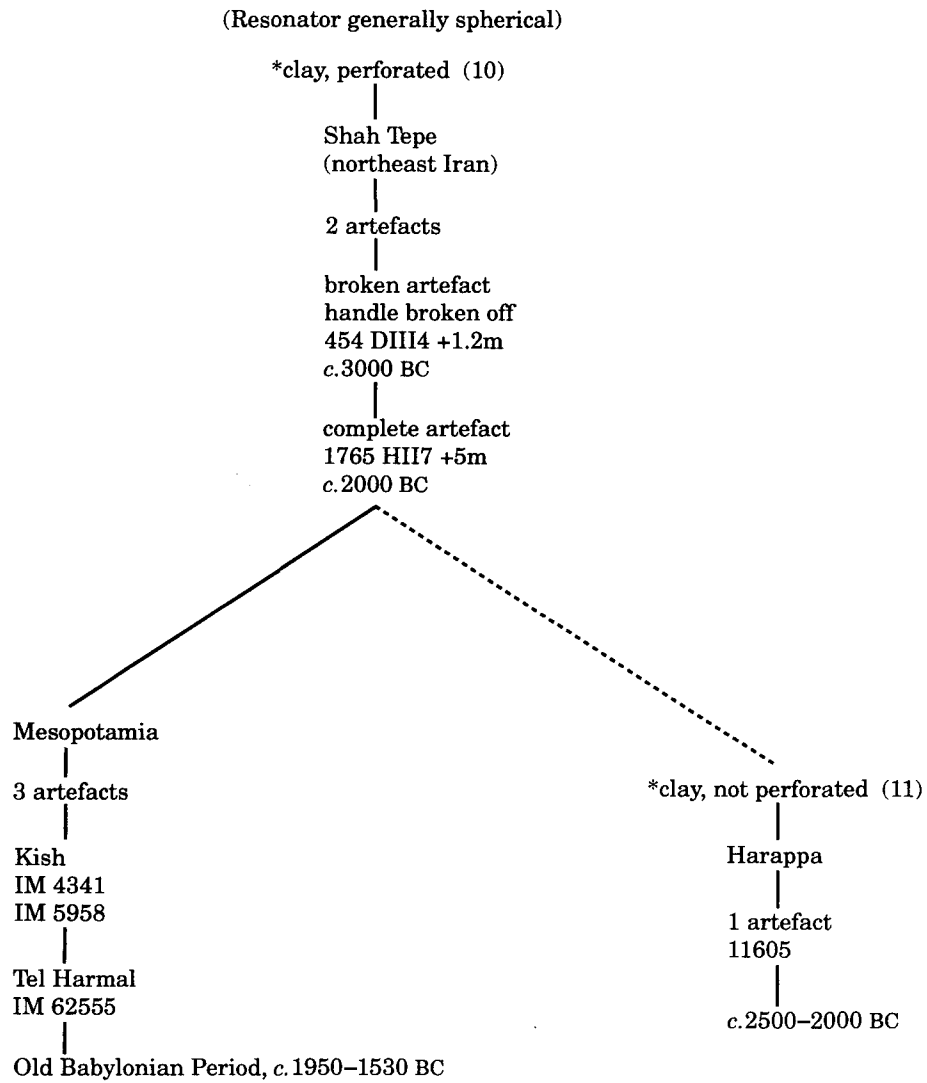 (Resonator generally spherical)
*clay, perforated (10)
Shah Tepe
(northeast Iran)
2 artefacts
broken artefact
handle broken off
454 DIII4 +1.2m
c.3000 BC
complete artefact
1765 HII7 +5m
c.2000 BC
Mesopotamia
3 artefacts
Kish
IM 4341
IM 5958
Tel Harmal
IM 62555
Old Babylonian Period, c.1950–1530 BC
*clay, not perforated (11)
Harappa
1 artefact
11605
c.2500–2000 BC